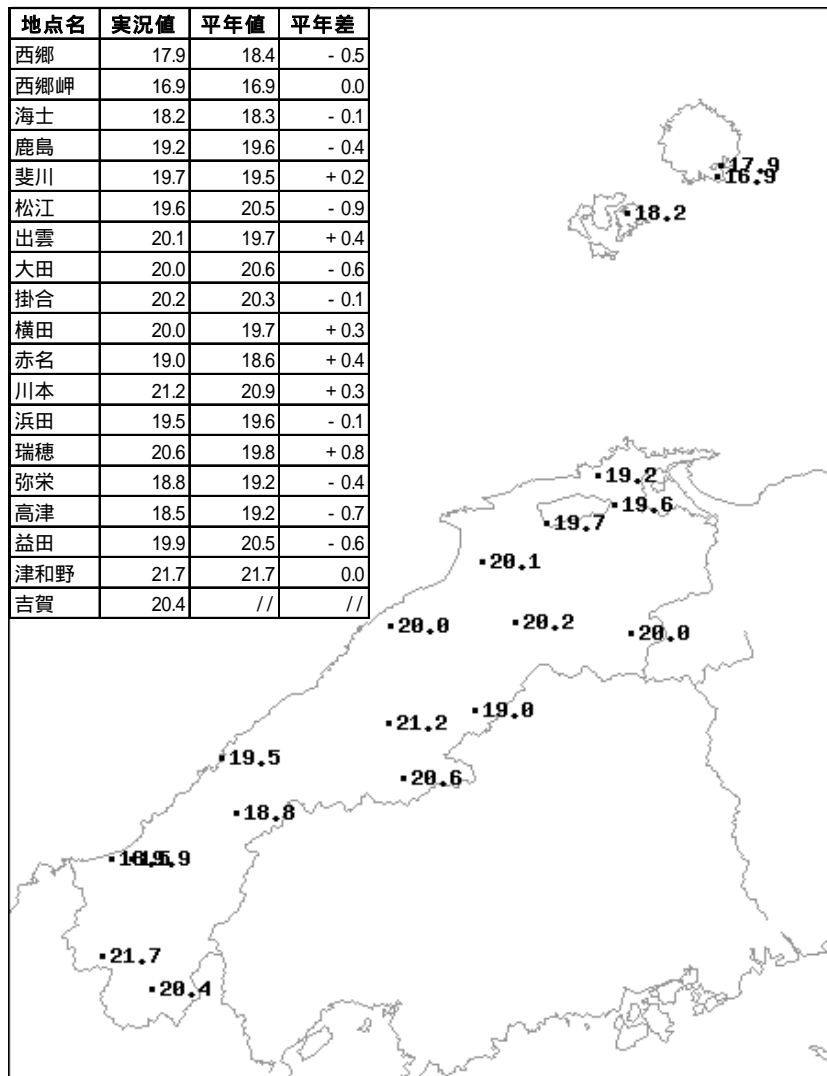 地点名 実況値 平年値 平年差
西郷 17.9 18.4 - 0.5
西郷岬 16.9 16.9 0.0
海士 18.2 18.3 - 0.1
鹿島 19.2 19.6 - 0.4
斐川 19.7 19.5 + 0.2
松江 19.6 20.5 - 0.9
出雲 20.1 19.7 + 0.4
大田 20.0 20.6 - 0.6
掛合 20.2 20.3 - 0.1
横田 20.0 19.7 + 0.3
赤名 19.0 18.6 + 0.4
川本 21.2 20.9 + 0.3
浜田 19.5 19.6 - 0.1
瑞穂 20.6 19.8 + 0.8
弥栄 18.8 19.2 - 0.4
高津 18.5 19.2 - 0.7
益田 19.9 20.5 - 0.6
津和野 21.7 21.7 0.0
吉賀 20.4 // //
17.9
16.9
18.2
19.2
19.6
19.7
20.1
20.0 20.2 20.0
19.0
21.2
19.5
20.6
18.8
21.7
20.4